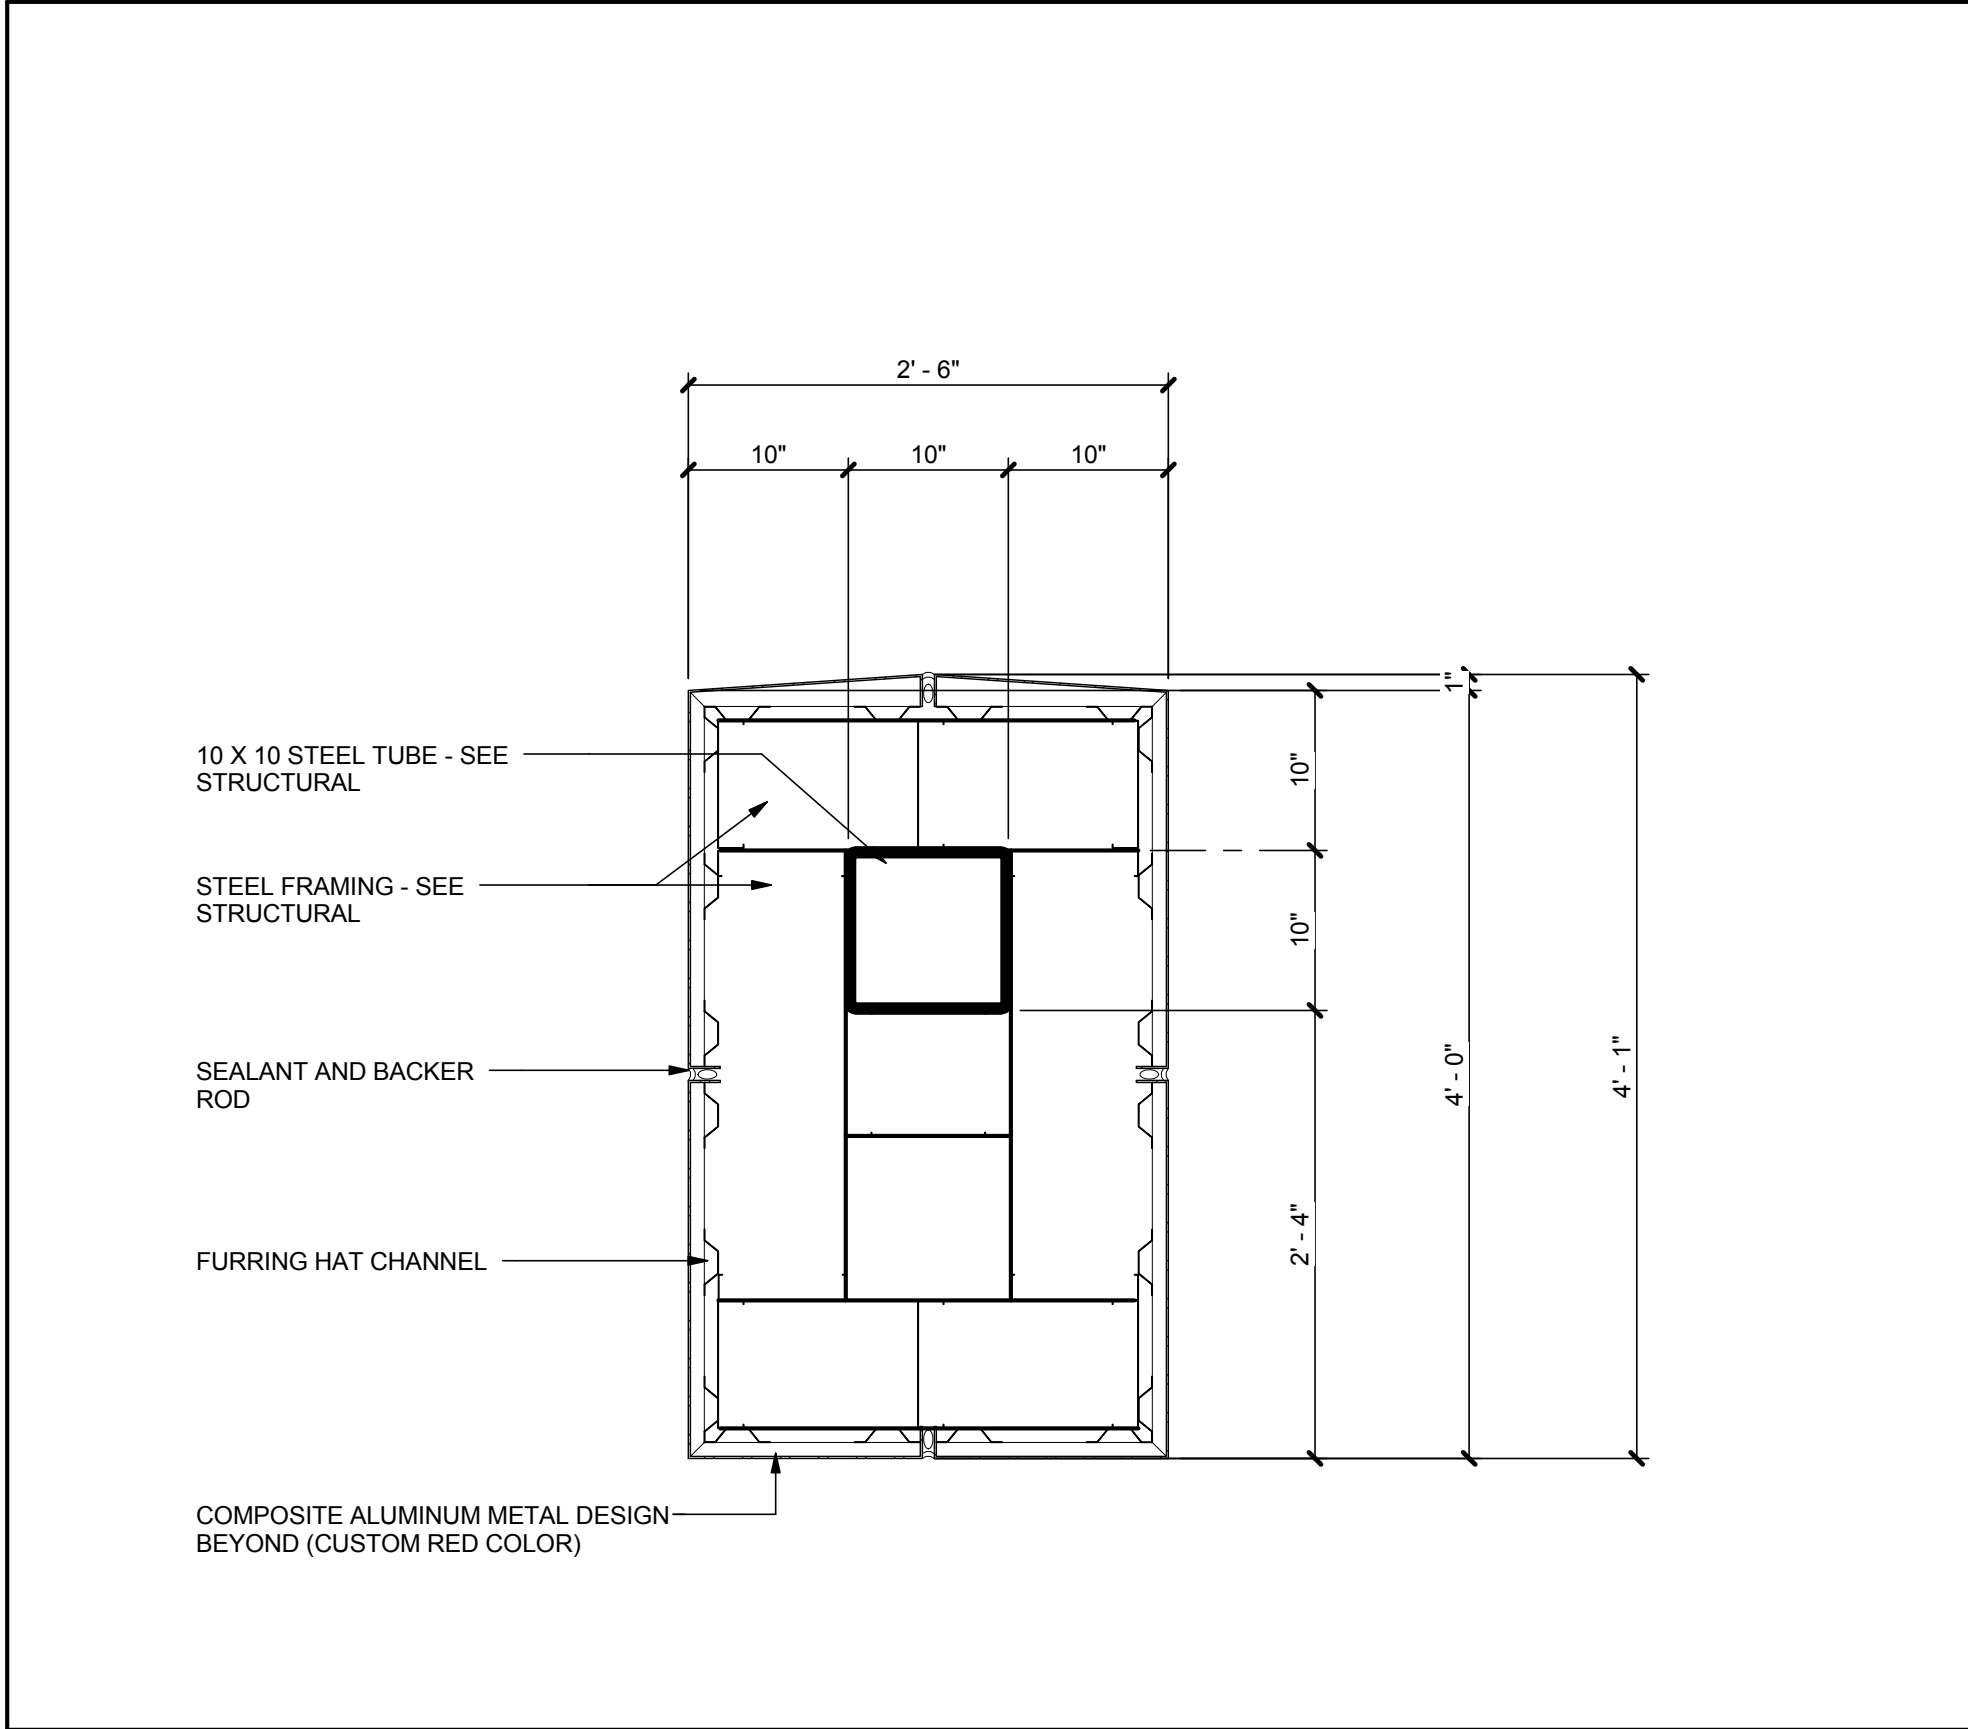 2' - 6"
10" 10" 10"
1"
10 X 10 STEEL TUBE - SEE
STRUCTURAL
10"
STEEL FRAMING - SEE
STRUCTURAL
10"
SEALANT AND BACKER
ROD
4' - 0"
4' - 1"
2' - 4"
FURRING HAT CHANNEL
COMPOSITE ALUMINUM METAL DESIGN
BEYOND (CUSTOM RED COLOR)